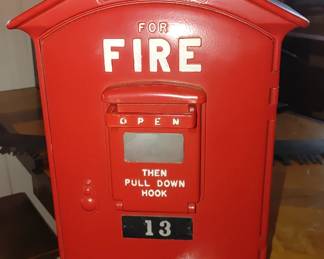 FOR
FIRE
OPEN
THEN
PULL DOWN
HOOK
13